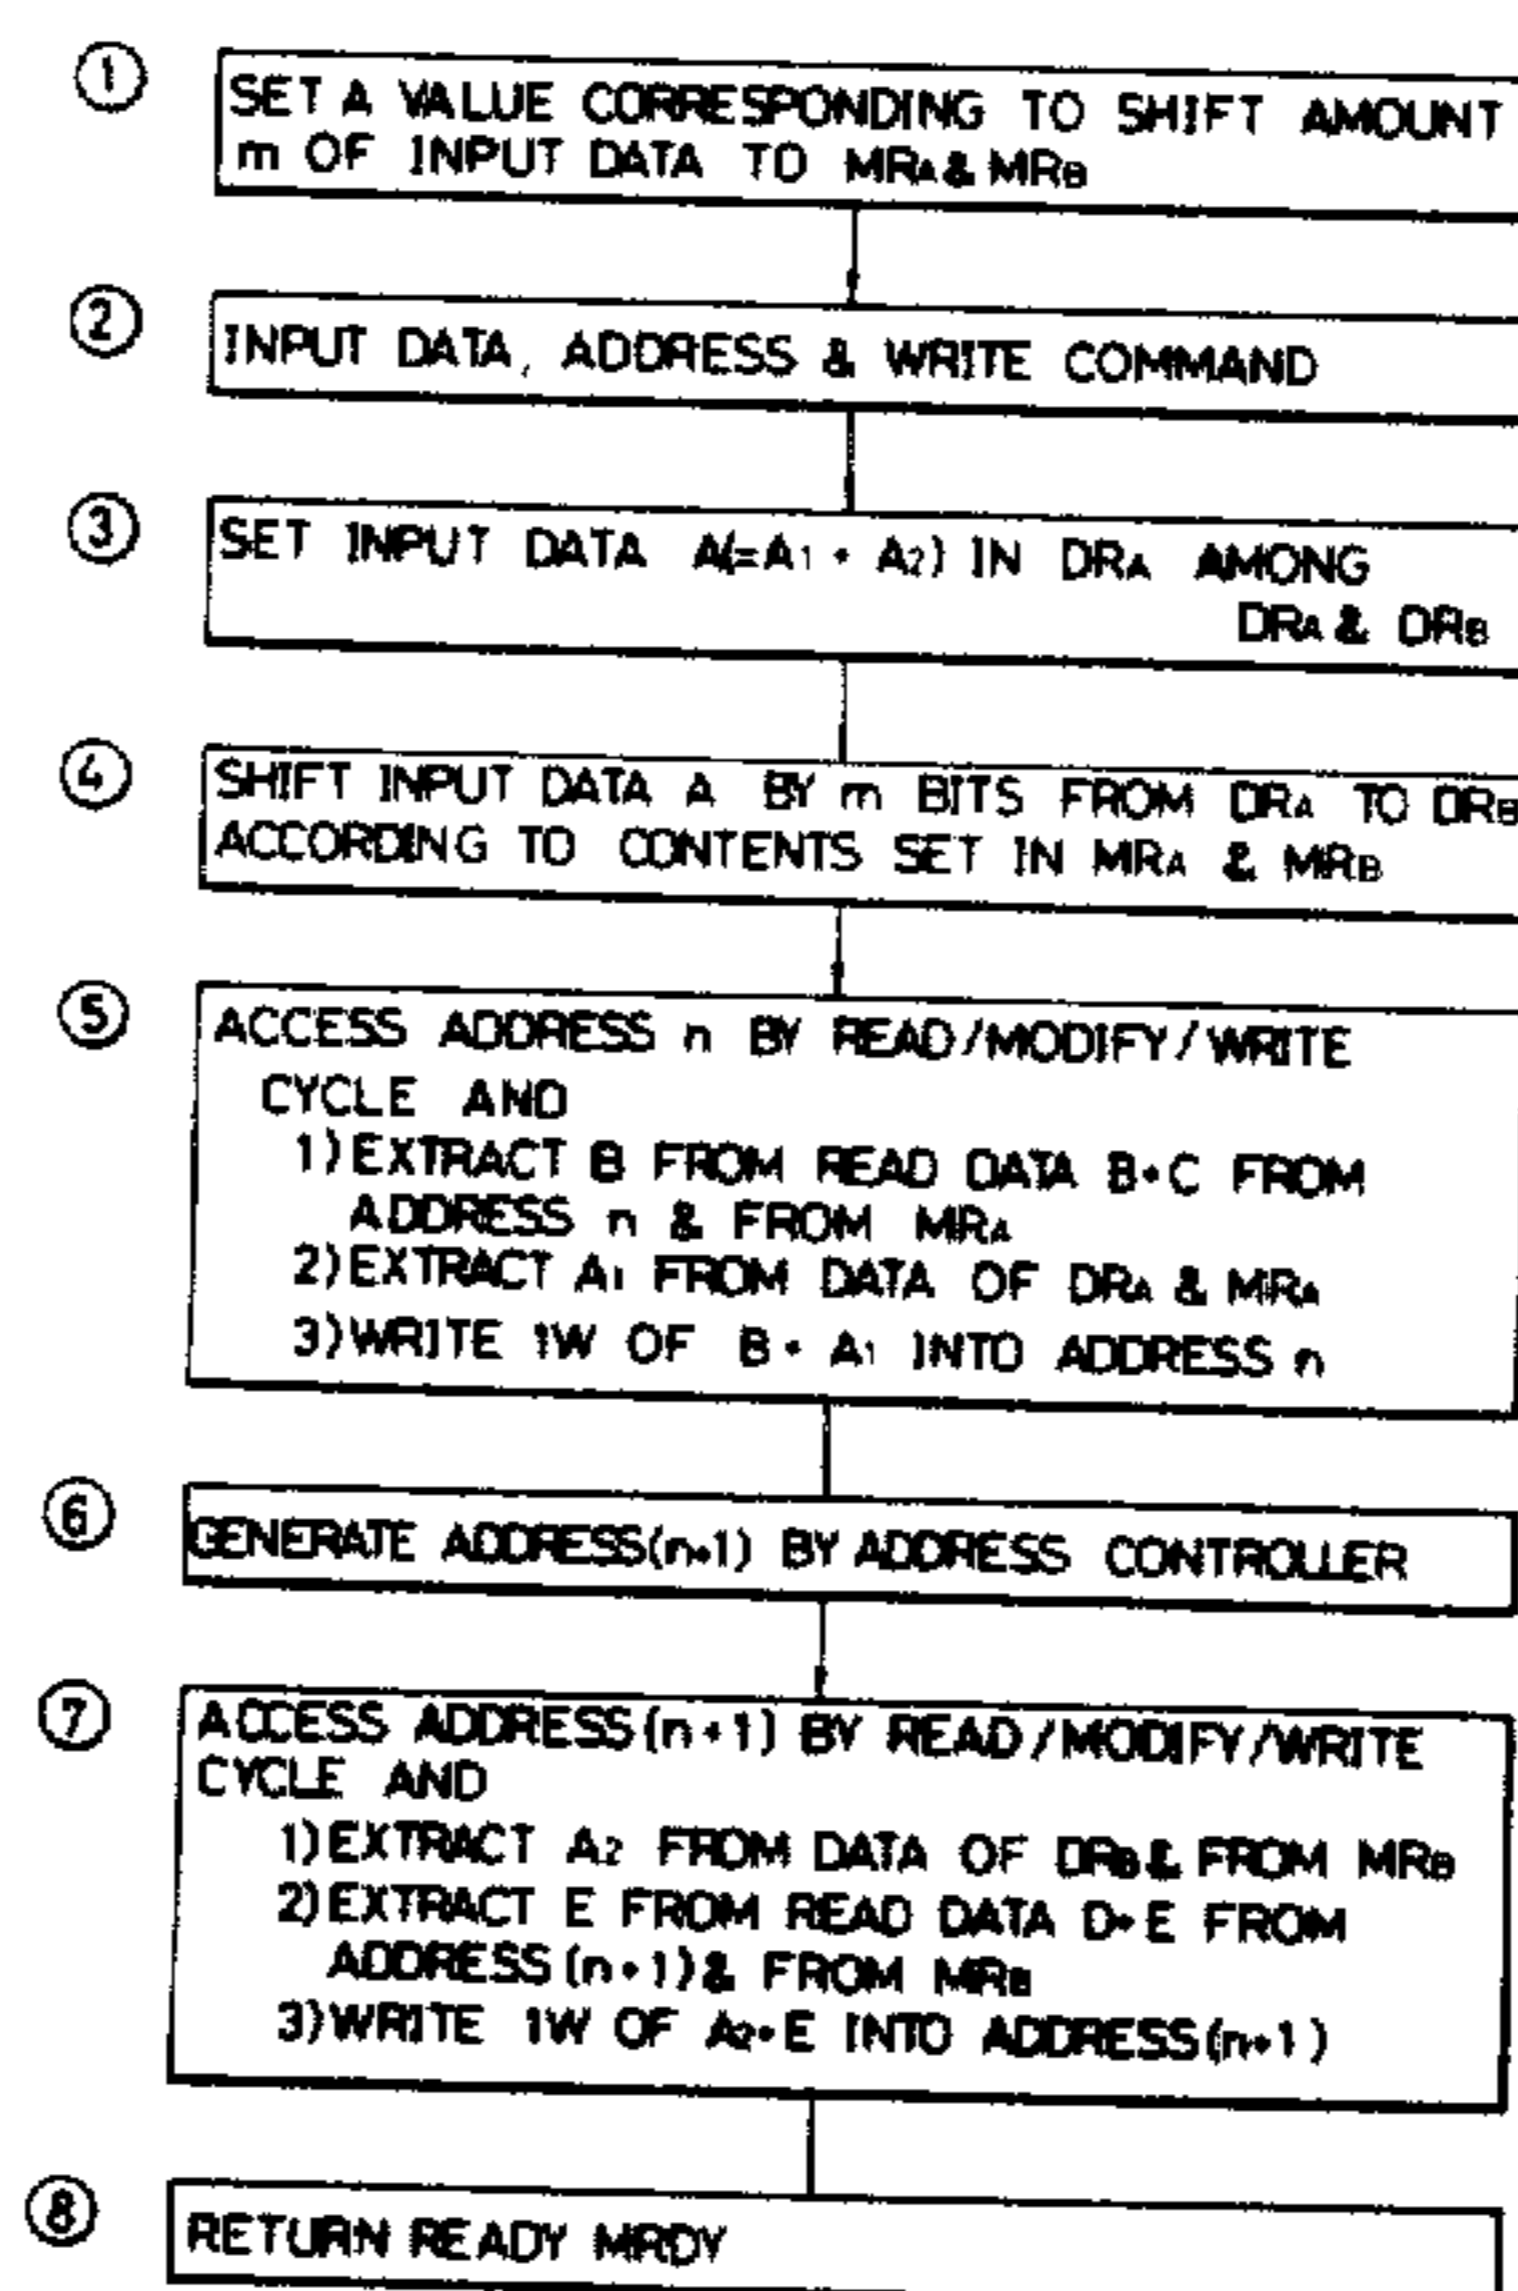 ①
SET A VALUE CORRESPONDING TO SHIFT AMOUNT
m OF INPUT DATA TO MRA & MRB
②
INPUT DATA, ADDRESS & WRITE COMMAND
③
SET INPUT DATA A(=A1 + A2) IN DRA AMONG
DRA & DRB
④
SHIFT INPUT DATA A BY m BITS FROM DRA TO DRB
ACCORDING TO CONTENTS SET IN MRA & MRB
⑤
ACCESS ADDRESS n BY READ/MODIFY/WRITE
CYCLE AND
1) EXTRACT B FROM READ DATA B+C FROM
ADDRESS n & FROM MRA
2) EXTRACT A1 FROM DATA OF DRA & MRA
3) WRITE 1W OF B + A1 INTO ADDRESS n
⑥
GENERATE ADDRESS(n+1) BY ADDRESS CONTROLLER
⑦
ACCESS ADDRESS(n+1) BY READ/MODIFY/WRITE
CYCLE AND
1) EXTRACT A2 FROM DATA OF DRB & FROM MRB
2) EXTRACT E FROM READ DATA D+E FROM
ADDRESS(n+1) & FROM MRB
3) WRITE 1W OF A2+E INTO ADDRESS(n+1)
⑧
RETURN READY MRDY